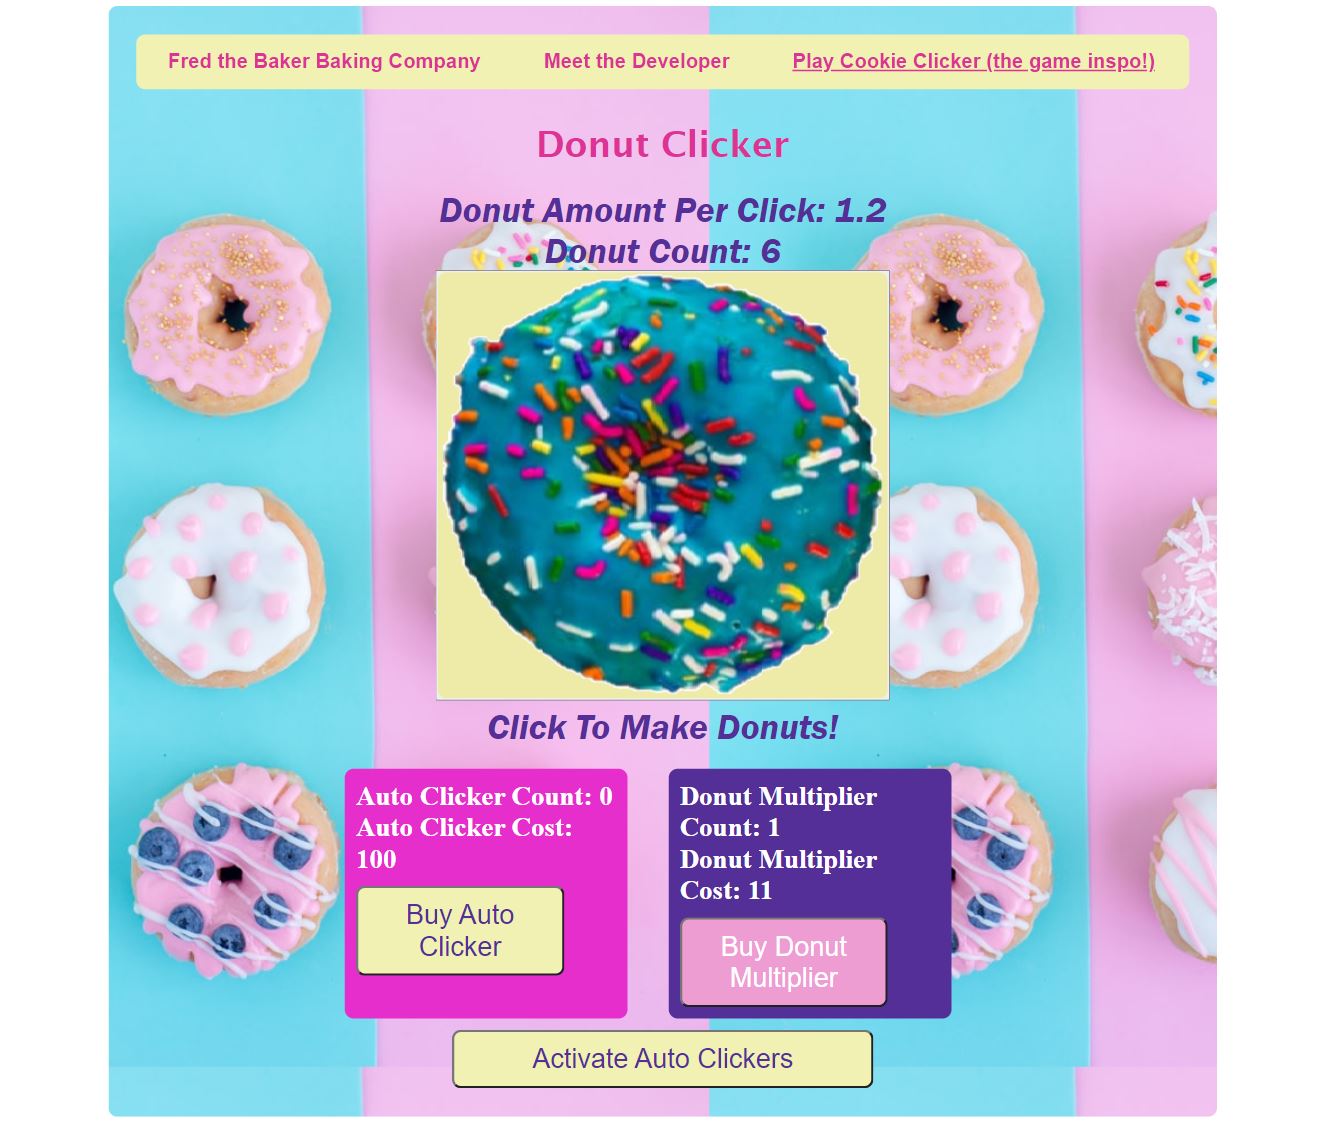 Fred the Baker Baking Company Meet the Developer Play Cookie Clicker (the game inspo!)
Donut Clicker
Donut Amount Per Click: 1.2
Donut Count: 6
Click To Make Donuts!
Auto Clicker Count: 0
Auto Clicker Cost:
100
Buy Auto
Clicker
Donut Multiplier
Count: 1
Donut Multiplier
Cost: 11
Buy Donut
Multiplier
Activate Auto Clickers